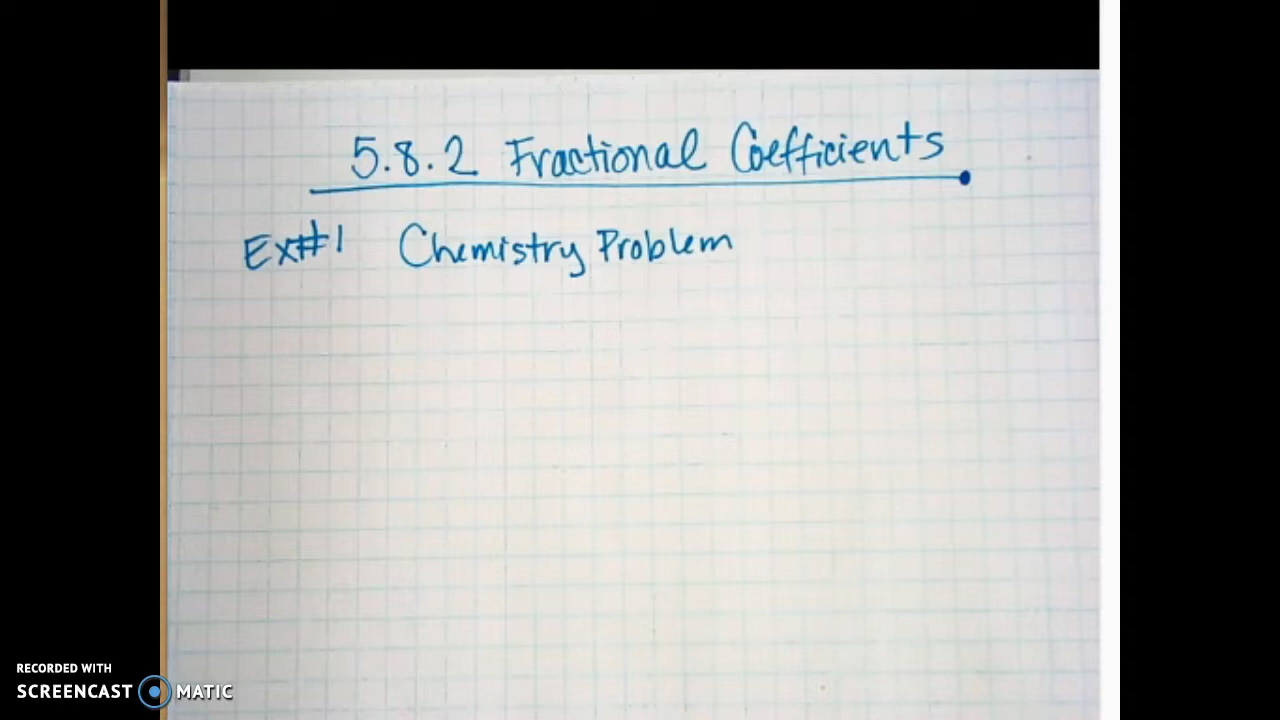 5.8.2 Fractional Coefficients
Ex#1 Chemistry Problem
RECORDED WITH
SCREENCAST MATIC